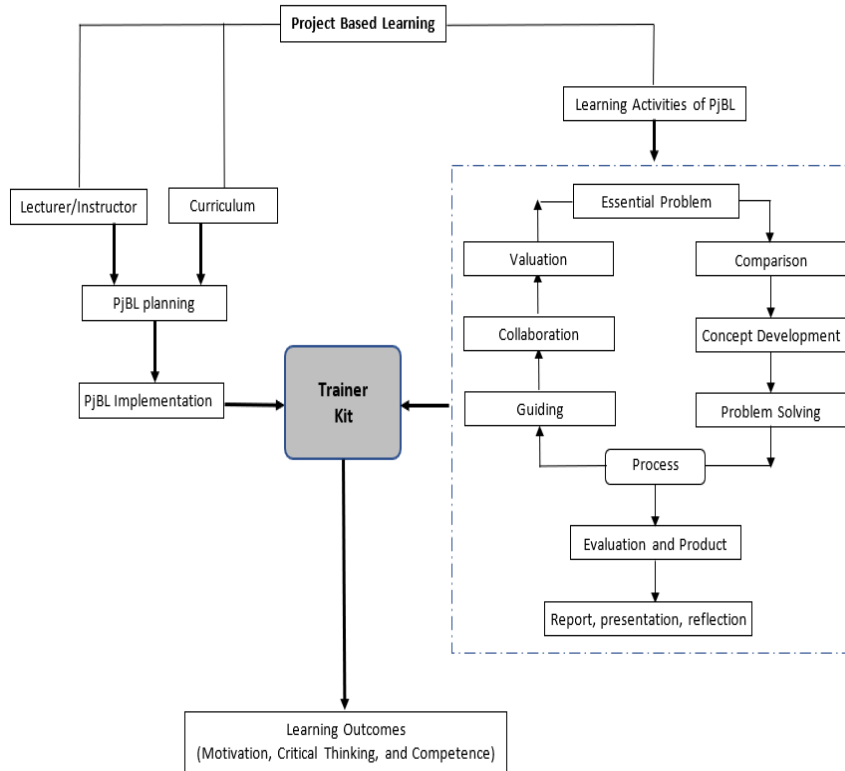 Project Based Learning
Learning Activities of PjBL
Lecturer/Instructor
Curriculum
Essential Problem
Valuation
Comparison
PjBL planning
Collaboration
Concept Development
Trainer
Kit
PjBL Implementation
Guiding
Problem Solving
Process
Evaluation and Product
Report, presentation, reflection
Learning Outcomes
(Motivation, Critical Thinking, and Competence)